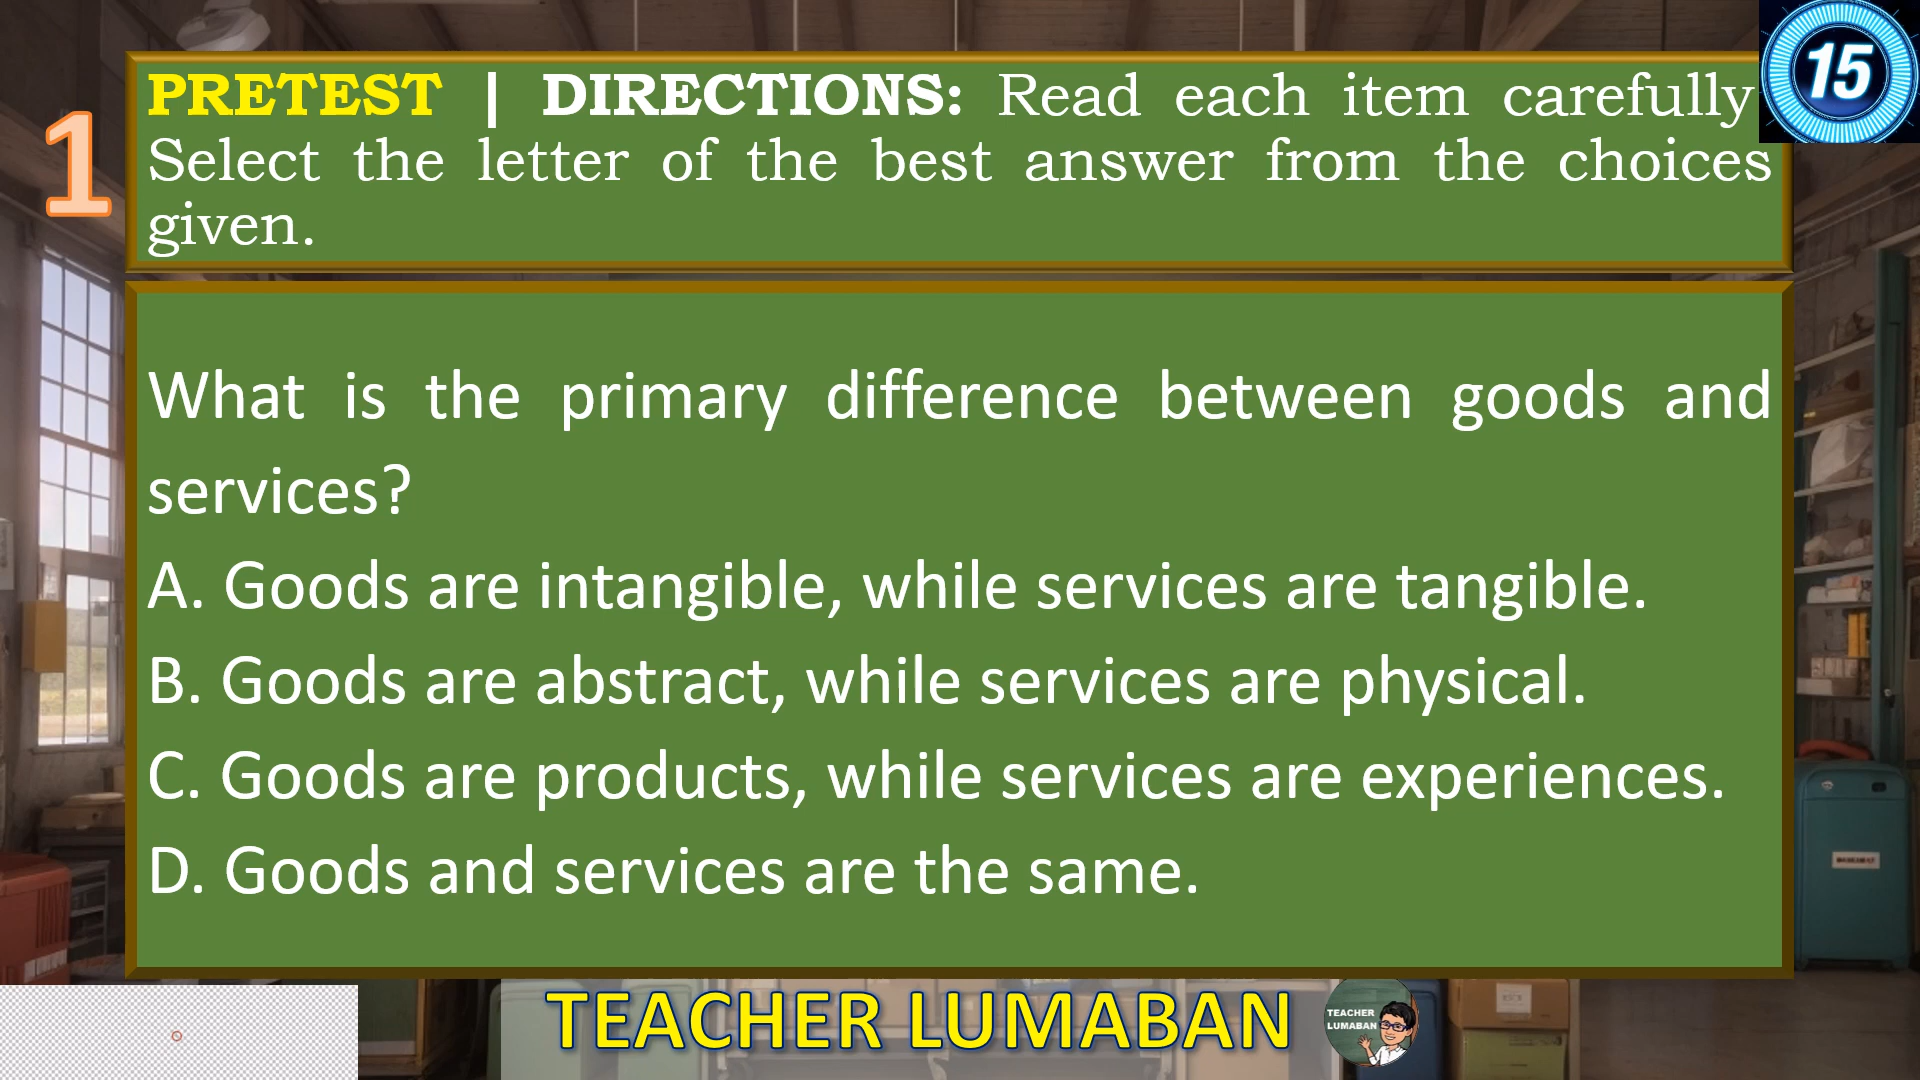 15
1
PRETEST | DIRECTIONS: Read each item carefully
Select the letter of the best answer from the choices
given.
What is the primary difference between goods and
services?
A. Goods are intangible, while services are tangible.
B. Goods are abstract, while services are physical.
C. Goods are products, while services are experiences.
D. Goods and services are the same.
TEACHER LUMABAN
TEACHER
LUMABAN